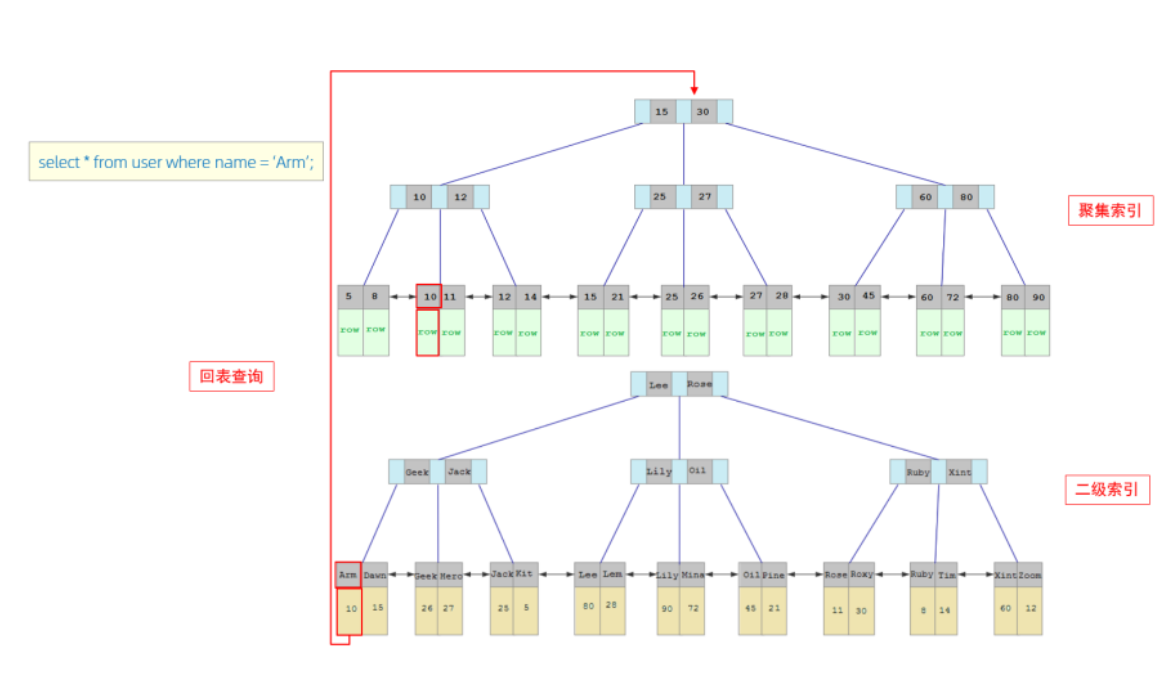 15 30
select * from user where name = 'Arm';
10 12
25 27
60 80
聚集索引
5 8 10 11 12 14 15 21 25 26 27 28 30 45 60 72 80 90
row row row row row row row row row row row row row row row row row row
回表查询
Lee Rose
Geek Jack
Lily Oil
Ruby Xint
二级索引
Arm Dawn Geek Hero Jack Kit Lee Lem Lily Mina Oil Pine Rose Roxy Ruby Tim Xint Zoom
10 15 26 27 25 5 80 28 90 72 45 21 11 30 8 14 60 12